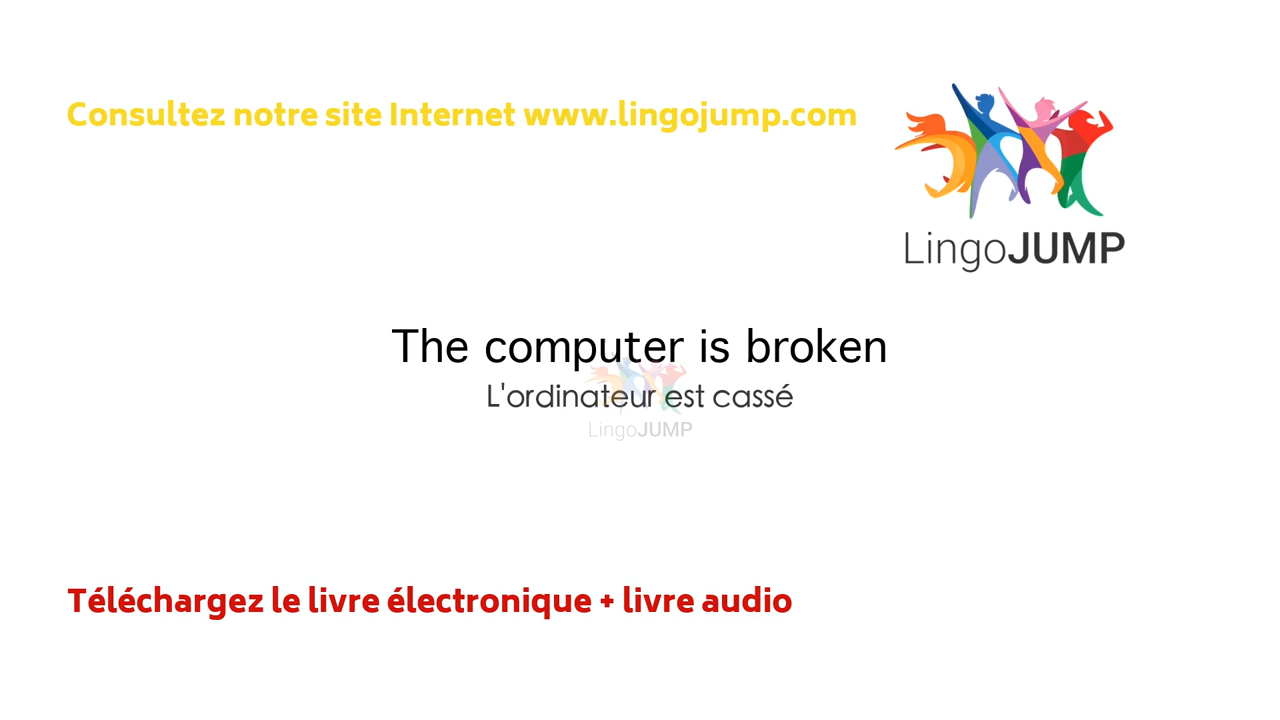 Consultez notre site Internet www.lingojump.com
LingoJUMP
The computer is broken
L'ordinateur est cassé
LingoJUMP
Téléchargez le livre électronique + livre audio